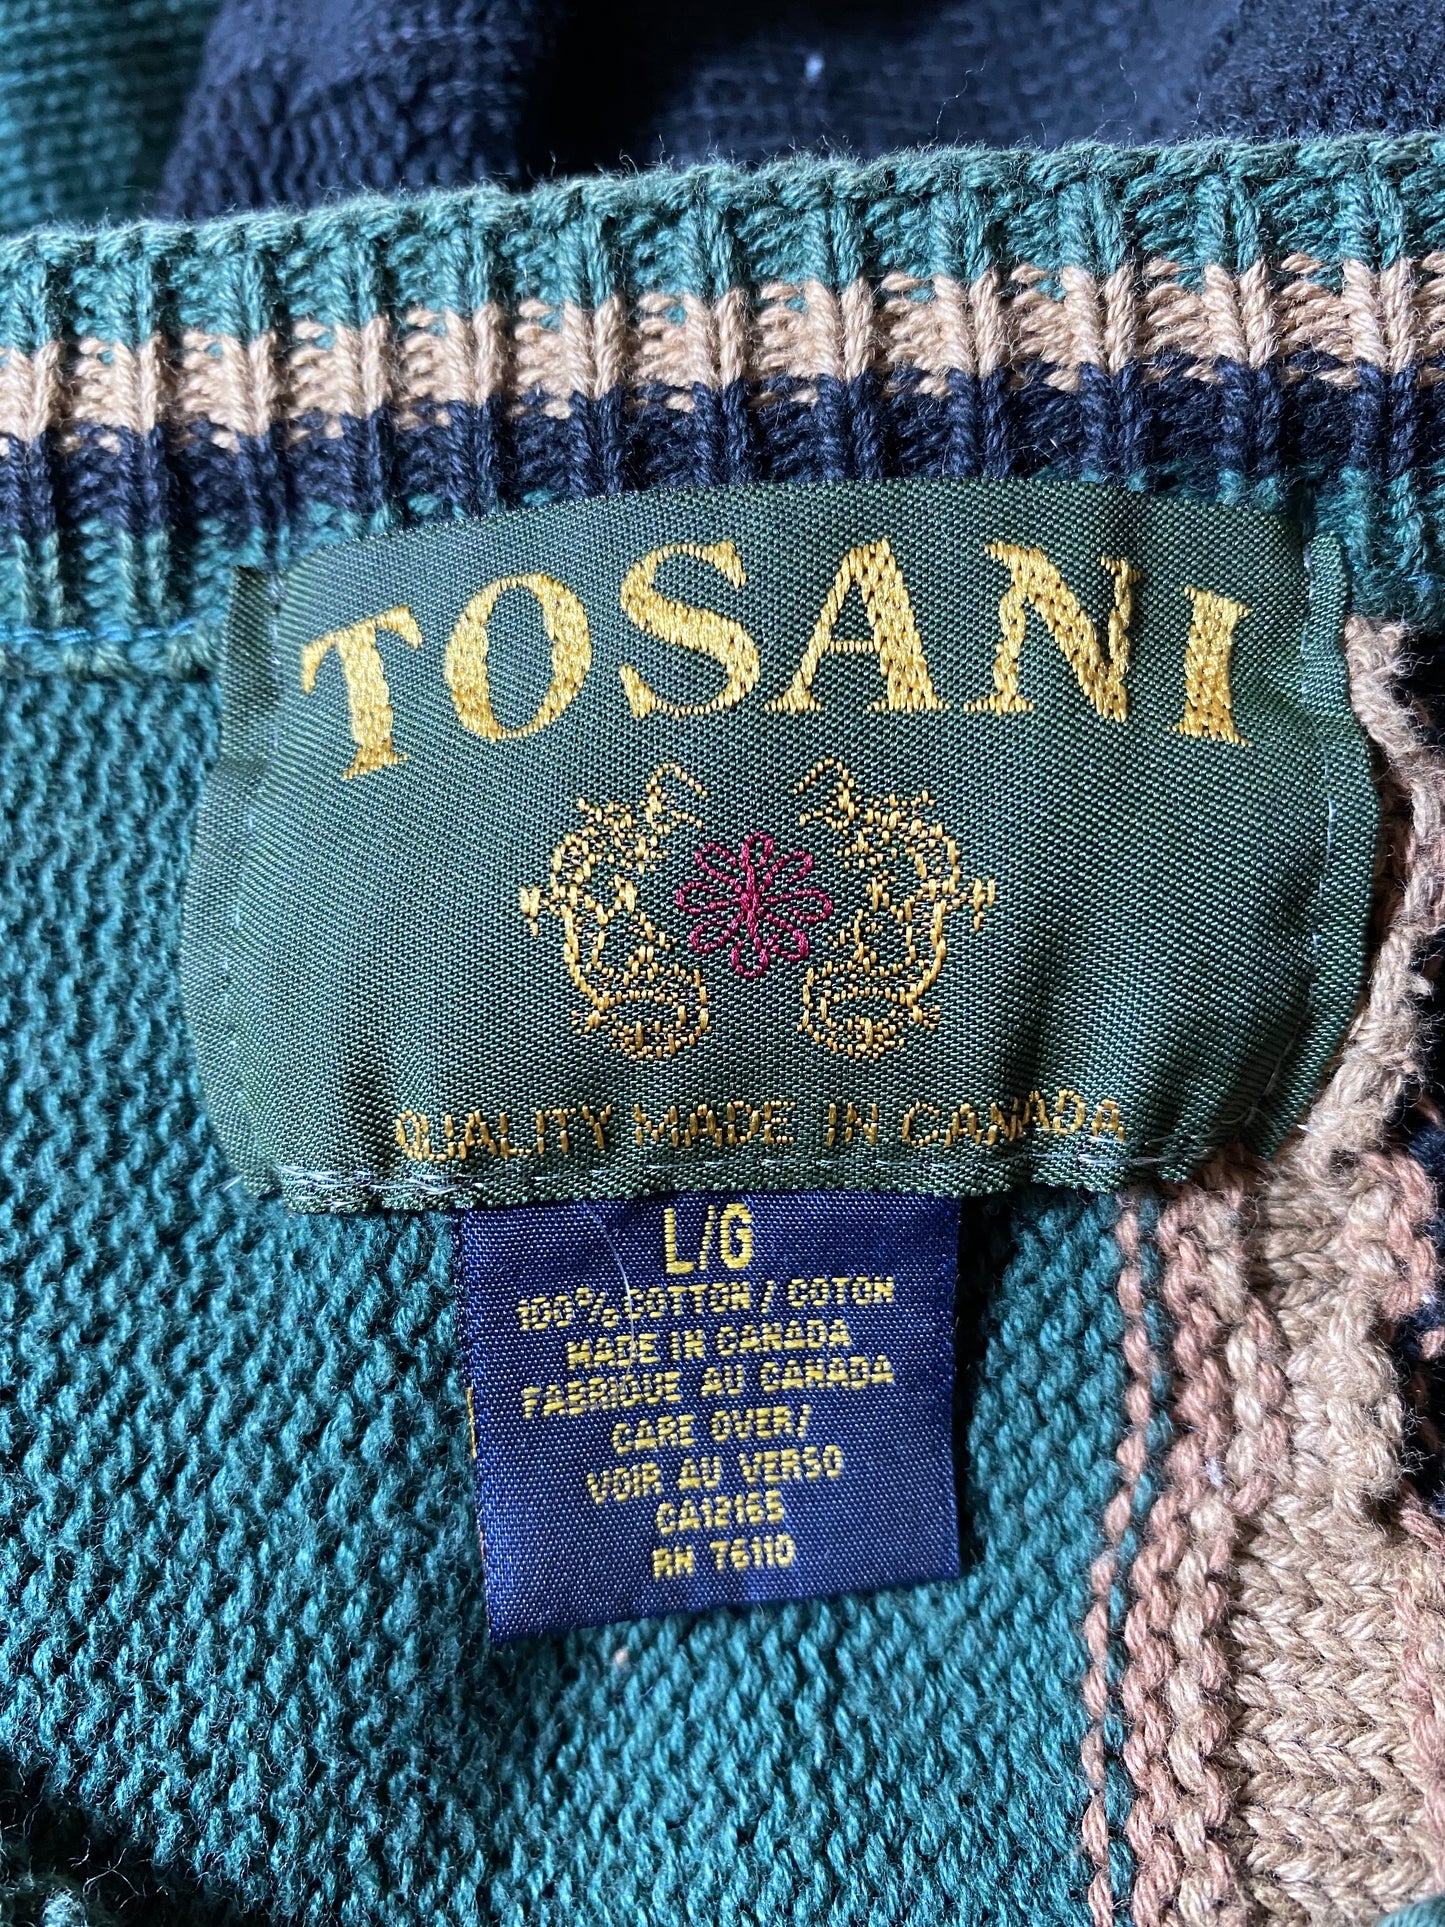 TOSANI
QUALITY MADE IN CANADA
L/G
100% COTTON / COTON
MADE IN CANADA
FABRIQUE AU CANADA
CARE OVER/
VOIR AU VERSO
CA12165
RN 76110